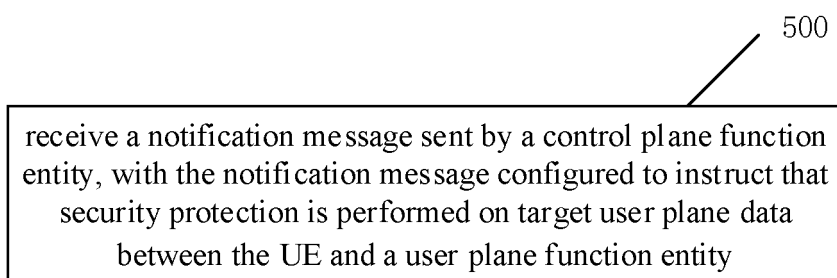 500
receive a notification message sent by a control plane function
entity, with the notification message configured to instruct that
security protection is performed on target user plane data
between the UE and a user plane function entity